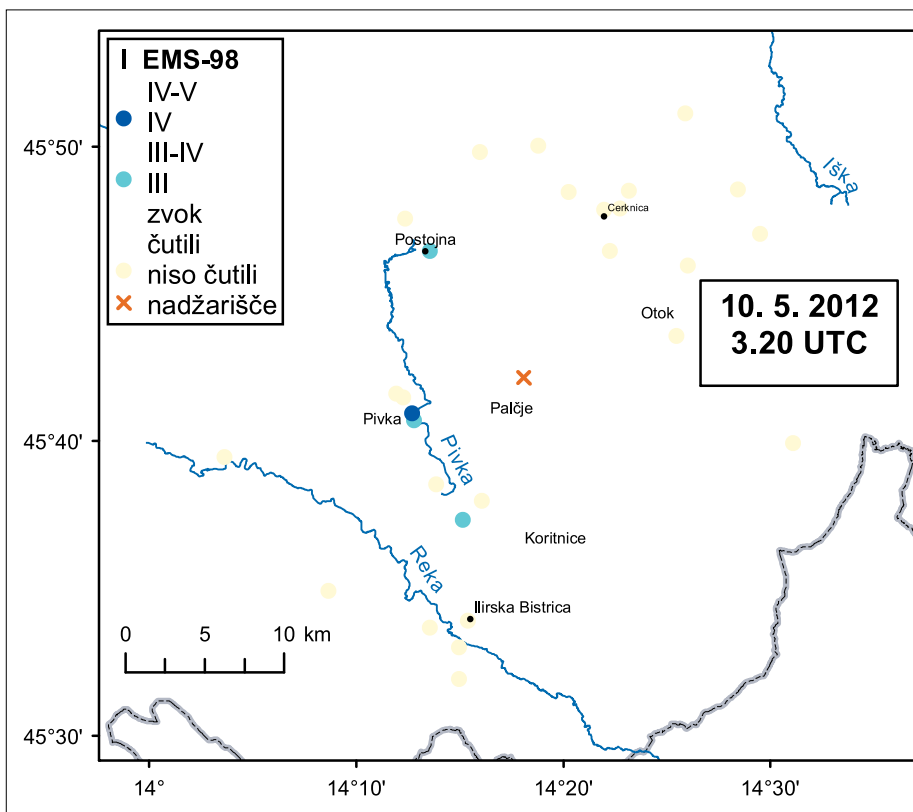 I EMS-98
IV-V
IV
III-IV
III
zvok
čutili
niso čutili
nadžarišče
45°50'
45°40'
45°30'
14°
14°10'
14°20'
14°30'
Iška
Cerknica
Postojna
Otok
10. 5. 2012
3.20 UTC
Palčje
Pivka
Pivka
Koritnice
Reka
Ilirska Bistrica
0 5 10 km